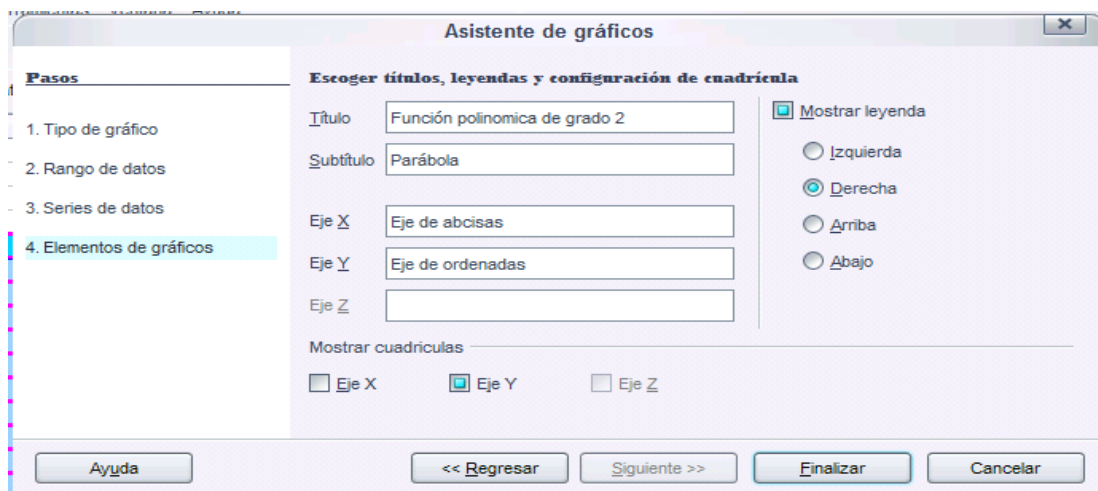 Asistente de gráficos
Pasos
1. Tipo de gráfico
2. Rango de datos
3. Series de datos
4. Elementos de gráficos
Escoger títulos, leyendas y configuración de cuadrícula
Título
Función polinomica de grado 2
Subtítulo
Parábola
Eje X
Eje de abcisas
Eje Y
Eje de ordenadas
Eje Z
Mostrar leyenda
Izquierda
Derecha
Arriba
Abajo
Mostrar cuadriculas
Eje X
Eje Y
Eje Z
Ayuda
<< Regresar
Siguiente >>
Finalizar
Cancelar